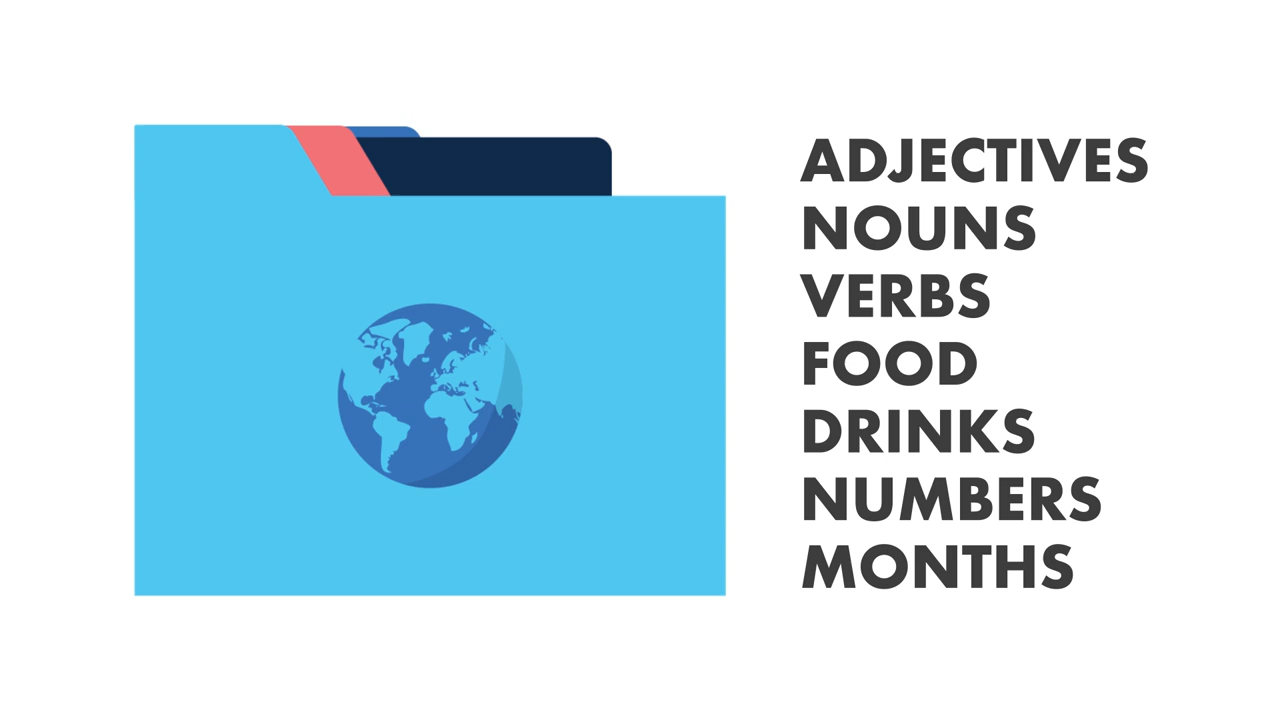 ADJECTIVES
NOUNS
VERBS
FOOD
DRINKS
NUMBERS
MONTHS